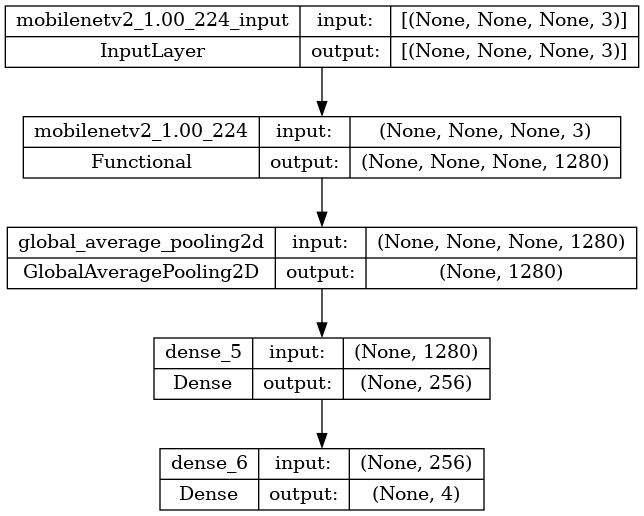 mobilenetv2_1.00_224_input input: [(None, None, None, 3)]
InputLayer output: [(None, None, None, 3)]
mobilenetv2_1.00_224 input: (None, None, None, 3)
Functional output: (None, None, None, 1280)
global_average_pooling2d input: (None, None, None, 1280)
GlobalAveragePooling2D output: (None, 1280)
dense_5 input: (None, 1280)
Dense output: (None, 256)
dense_6 input: (None, 256)
Dense output: (None, 4)